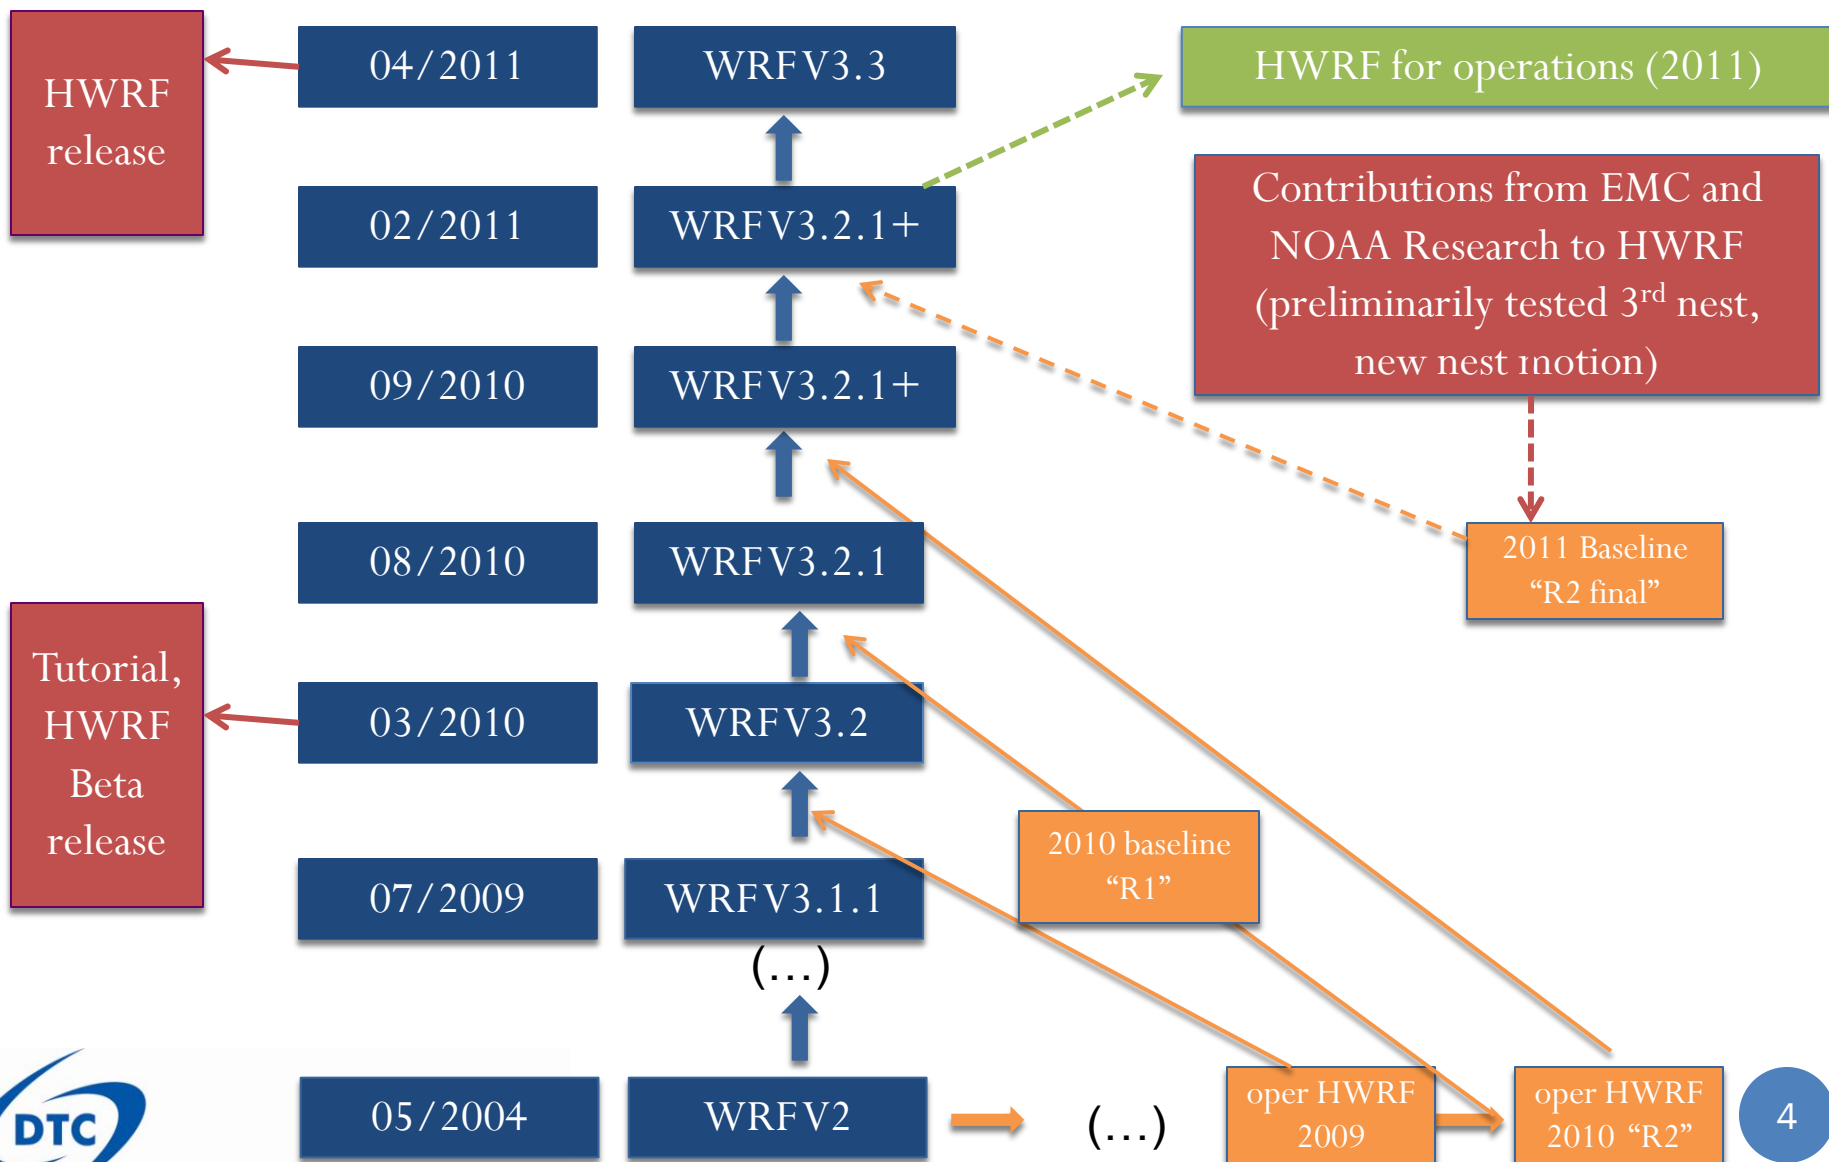 HWRF
release
04/2011
WRFV3.3
HWRF for operations (2011)
02/2011
WRFV3.2.1+
Contributions from EMC and
NOAA Research to HWRF
(preliminarily tested 3rd nest,
new nest motion)
09/2010
WRFV3.2.1+
08/2010
WRFV3.2.1
2011 Baseline
“R2 final”
Tutorial,
HWRF
Beta
release
03/2010
WRFV3.2
2010 baseline
“R1”
07/2009
WRFV3.1.1
(...)
DTC
05/2004
WRFV2
(...)
oper HWRF
2009
oper HWRF
2010 “R2”
4